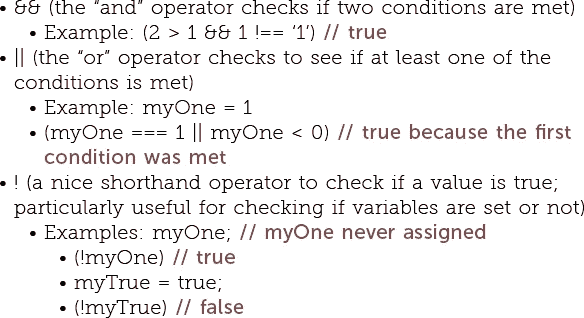 • && (the “and” operator checks if two conditions are met)
• Example: (2 > 1 && 1 !== ‘1’) // true
• || (the “or” operator checks to see if at least one of the
conditions is met)
• Example: myOne = 1
• (myOne === 1 || myOne < 0) // true because the first
condition was met
• ! (a nice shorthand operator to check if a value is true;
particularly useful for checking if variables are set or not)
• Examples: myOne; // myOne never assigned
• (!myOne) // true
• myTrue = true;
• (!myTrue) // false